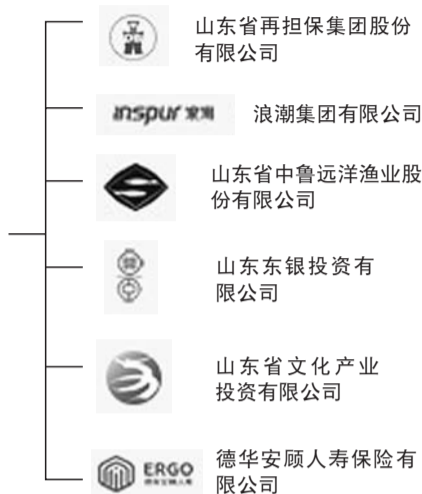 山东省再担保集团股份
有限公司
inspur 浪潮
浪潮集团有限公司
山东省中鲁远洋渔业股
份有限公司
山东东银投资有
限公司
山东省文化产业
投资有限公司
ERGO
德华安顾人寿保险有
限公司